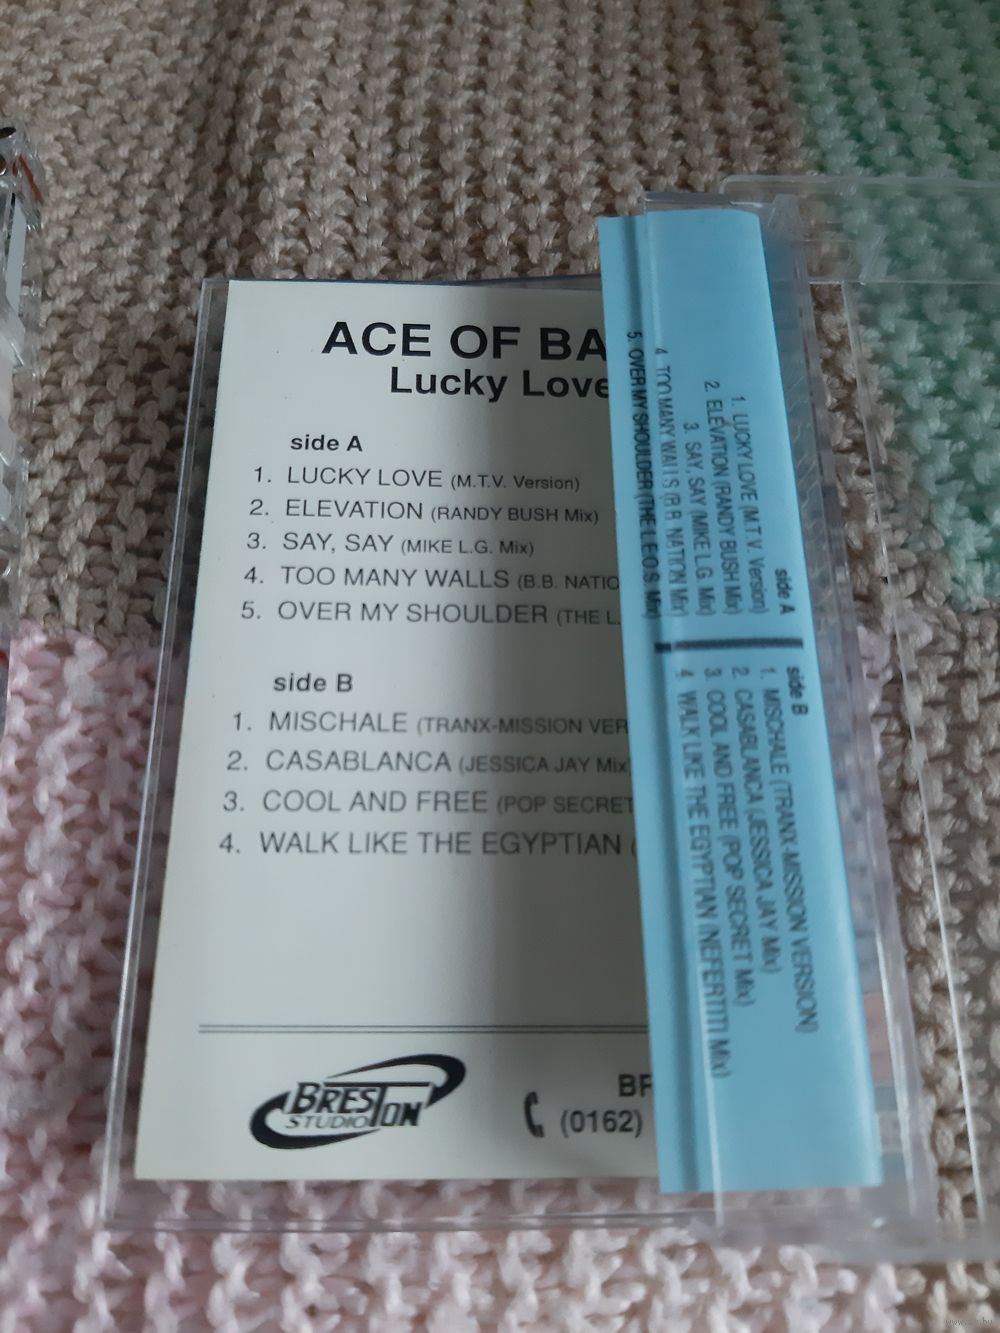 ACE OF BA
Lucky Love
side A
1. LUCKY LOVE (M.T.V. Version)
2. ELEVATION (RANDY BUSH Mix)
3. SAY, SAY (MIKE L.G. Mix)
4. TOO MANY WALLS (B.B. NATIO
5. OVER MY SHOULDER (THE L.
side B
1. MISCHALE (TRANX-MISSION VER
2. CASABLANCA (JESSICA JAY Mix
3. COOL AND FREE (POP SECRET
4. WALK LIKE THE EGYPTIAN (
BRESTON
STUDIO
BR
(0162)
side A
1. LUCKY LOVE (M.T.V. Version)
2. ELEVATION (RANDY BUSH Mix)
3. SAY, SAY (MIKE L.G. Mix)
4 TOO MANY WALLS (B.B. NATION Mix)
5. OVER MY SHOULDER (THE L.E.O.S. Mix)
side B
1. MISCHALE (TRANX-MISSION VERSION)
2. CASABLANCA (JESSICA JAY Mix)
3. COOL AND FREE (POP SECRET Mix)
4 WALK LIKE THE EGYPTIAN (NEFERTITI Mix)